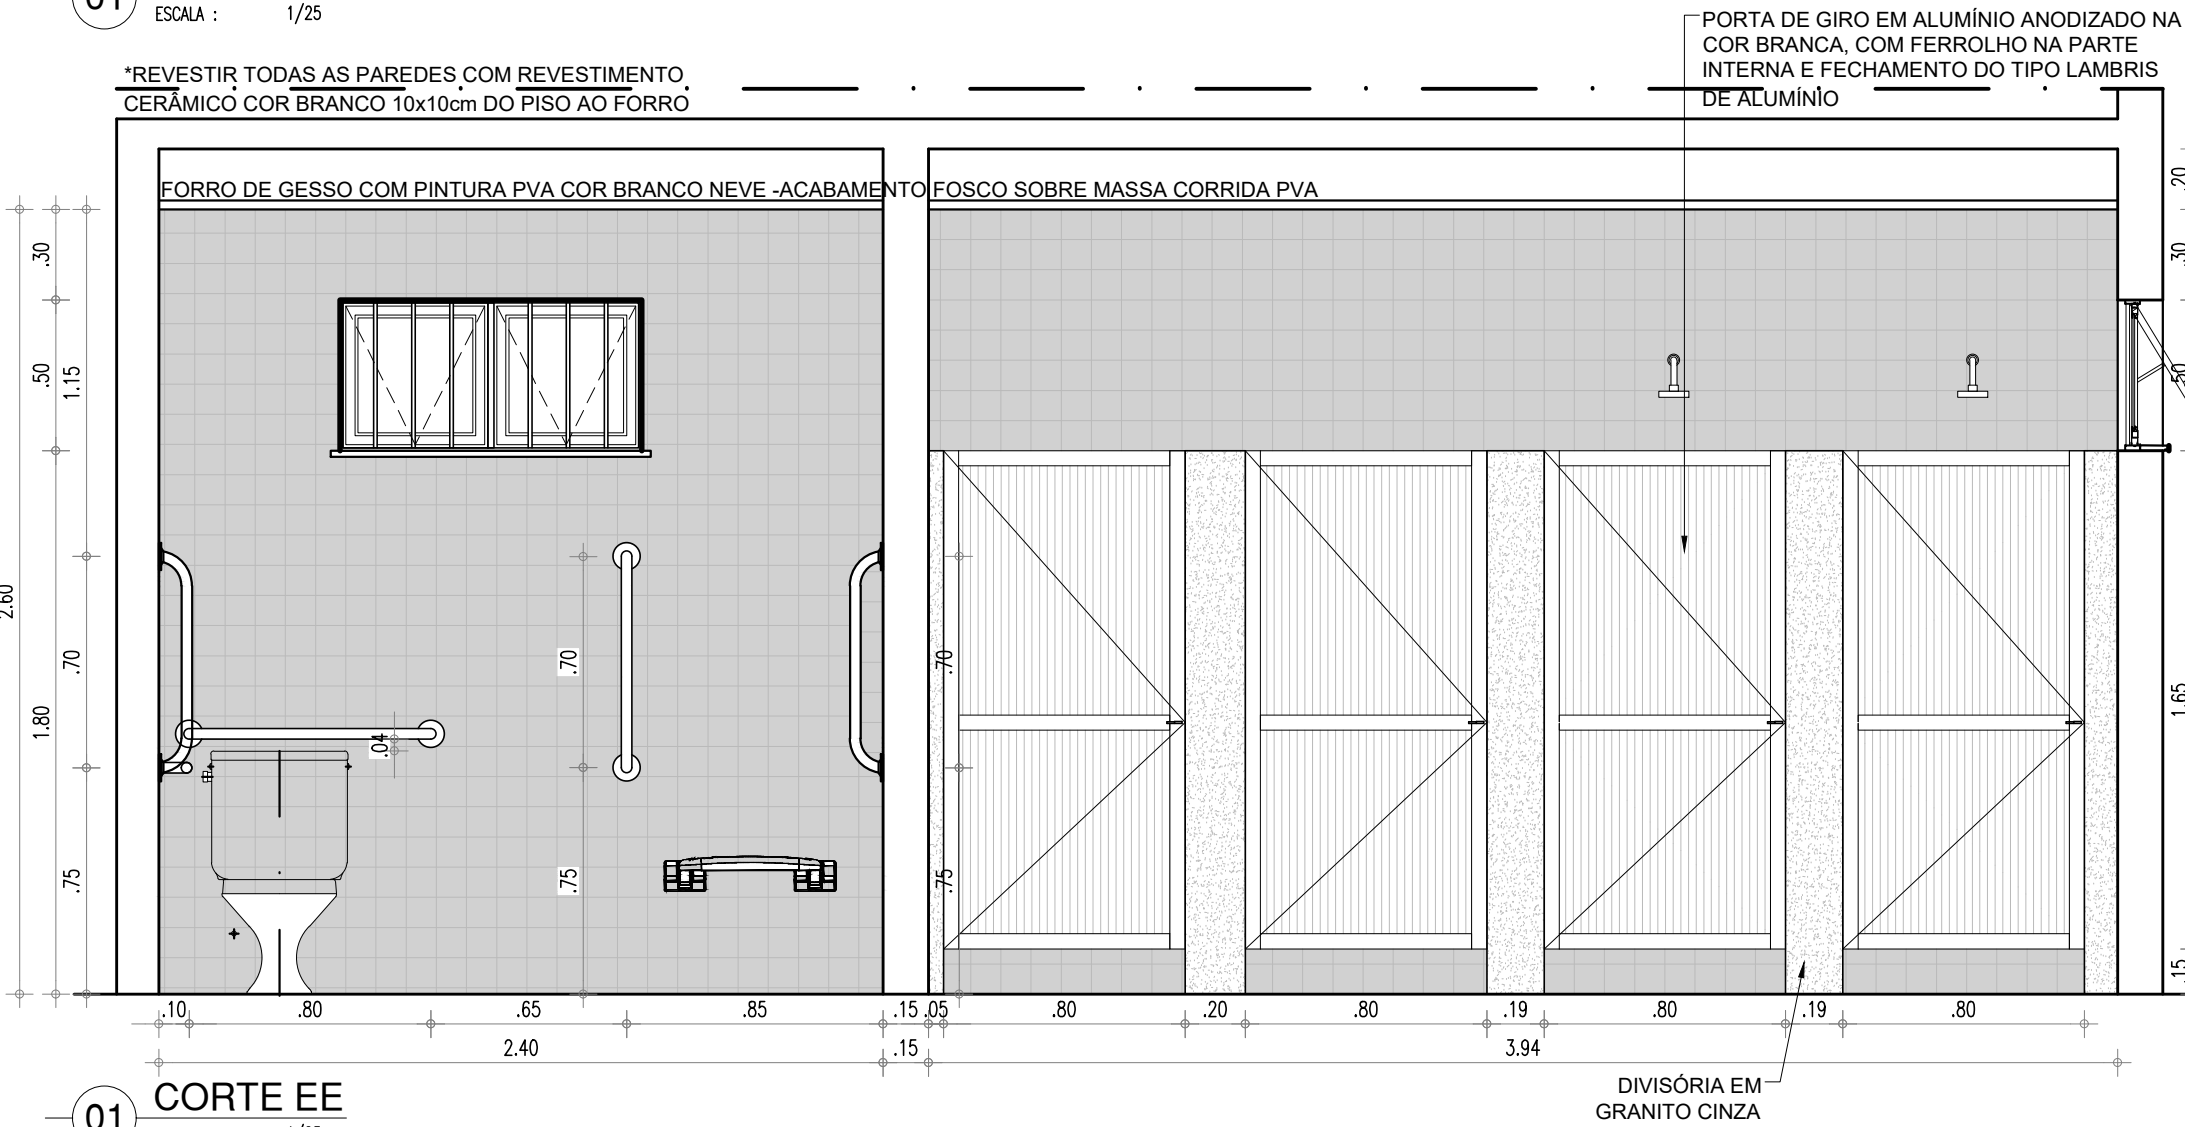 01
ESCALA : 1/25
PORTA DE GIRO EM ALUMÍNIO ANODIZADO NA
COR BRANCA, COM FERROLHO NA PARTE
INTERNA E FECHAMENTO DO TIPO LAMBRIS
DE ALUMÍNIO
*REVESTIR TODAS AS PAREDES COM REVESTIMENTO
CERÂMICO COR BRANCO 10x10cm DO PISO AO FORRO
FORRO DE GESSO COM PINTURA PVA COR BRANCO NEVE -ACABAMENTO FOSCO SOBRE MASSA CORRIDA PVA
2.60
.30
.50
1.80
1.15
.70
.75
.04
.70
.75
.70
.75
.20
.30
.50
1.65
.15
.10 .80 .65 .85 .15 .05 .80 .20 .80 .19 .80 .19 .80
2.40 .15 3.94
DIVISÓRIA EM
GRANITO CINZA
01
CORTE EE